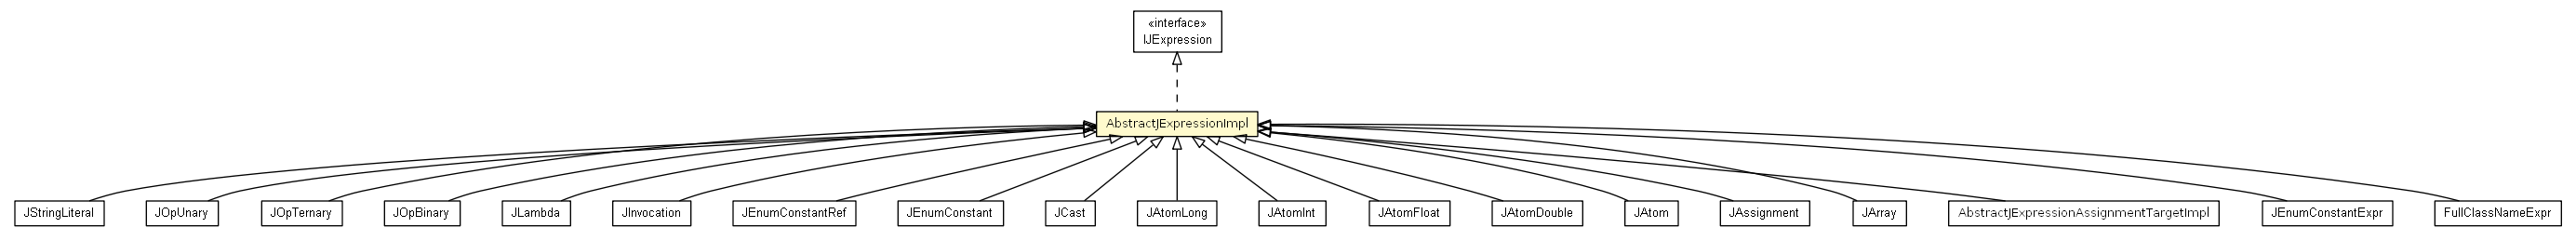 «interface»
IJExpression
AbstractJExpressionImpl
JStringLiteral
JOpUnary
JOpTernary
JOpBinary
JLambda
JInvocation
JEnumConstantRef
JEnumConstant
JCast
JAtomLong
JAtomInt
JAtomFloat
JAtomDouble
JAtom
JAssignment
JArray
AbstractJExpressionAssignmentTargetImpl
JEnumConstantExpr
FullClassNameExpr